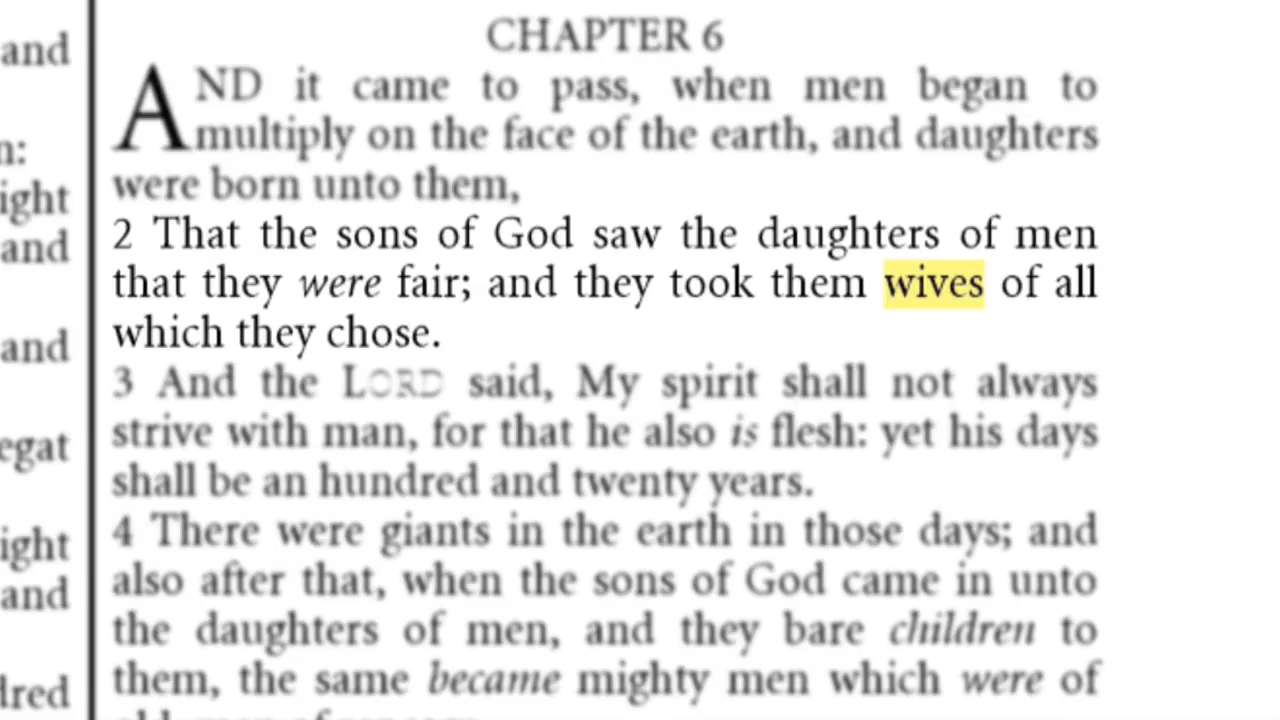 and
n:
ight
and
and
egat
ight
and
dred
CHAPTER 6
AND it came to pass, when men began to
multiply on the face of the earth, and daughters
were born unto them,
2 That the sons of God saw the daughters of men
that they were fair; and they took them wives of all
which they chose.
3 And the LORD said, My spirit shall not always
strive with man, for that he also is flesh: yet his days
shall be an hundred and twenty years.
4 There were giants in the earth in those days; and
also after that, when the sons of God came in unto
the daughters of men, and they bare children to
them, the same became mighty men which were of